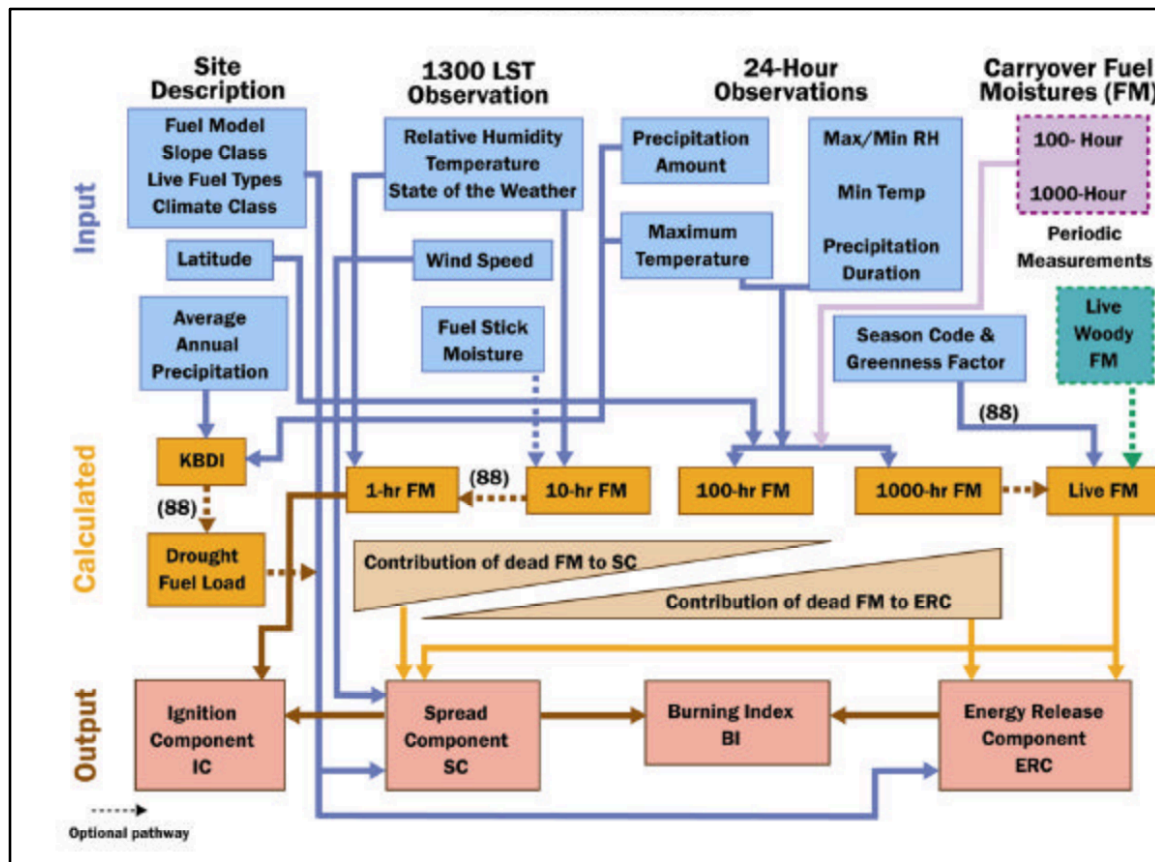 Site
Description
1300 LST
Observation
24-Hour
Observations
Carryover Fuel
Moistures (FM)
Input
Fuel Model
Slope Class
Live Fuel Types
Climate Class
Relative Humidity
Temperature
State of the Weather
Precipitation
Amount
Max/Min RH
Min Temp
Precipitation
Duration
100- Hour
1000-Hour
Latitude
Wind Speed
Maximum
Temperature
Periodic
Measurements
Average
Annual
Precipitation
Fuel Stick
Moisture
Season Code &
Greenness Factor
Live
Woody
FM
(88)
Calculated
KBDI
1-hr FM
(88)
10-hr FM
100-hr FM
1000-hr FM
Live FM
(88)
Drought
Fuel Load
Contribution of dead FM to SC
Contribution of dead FM to ERC
Output
Ignition
Component
IC
Spread
Component
SC
Burning Index
BI
Energy Release
Component
ERC
Optional pathway